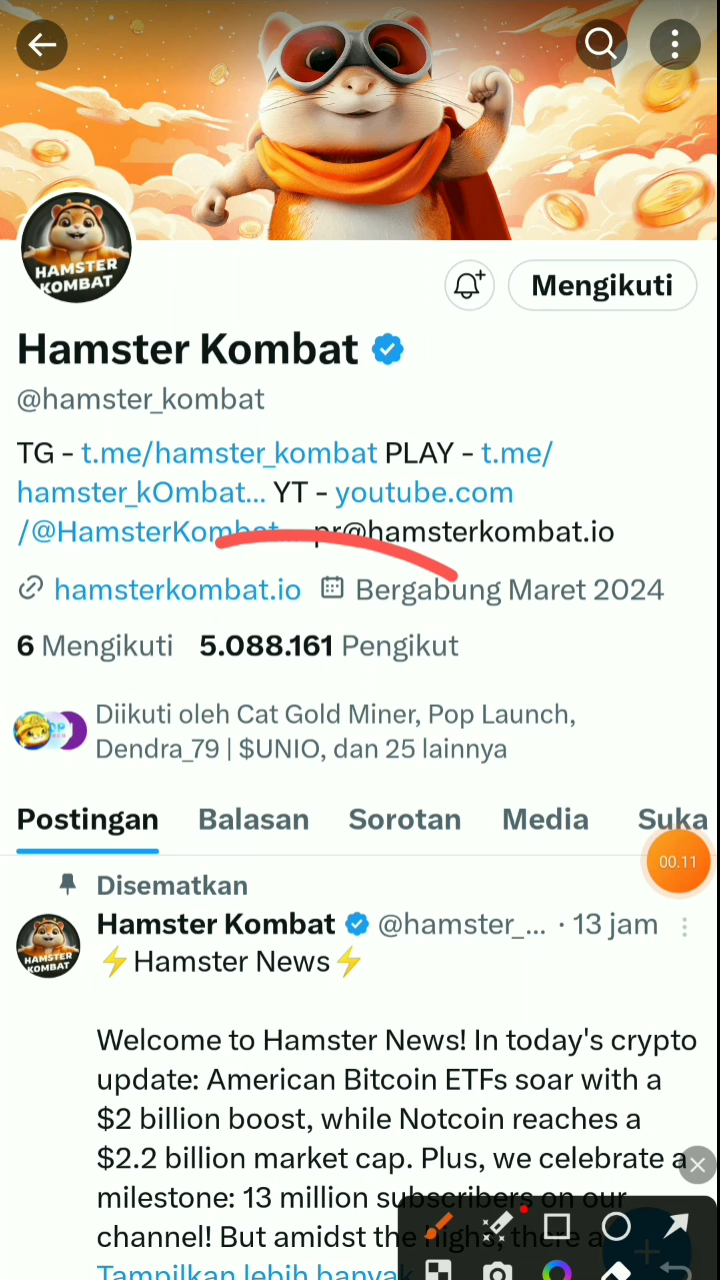 HAMSTER
KOMBAT
Mengikuti
Hamster Kombat
@hamster_kombat
TG - t.me/hamster_kombat PLAY - t.me/
hamster_kOmbat... YT - youtube.com
/@HamsterKombat... pr@hamsterkombat.io
hamsterkombat.io Bergabung Maret 2024
6 Mengikuti 5.088.161 Pengikut
Diikuti oleh Cat Gold Miner, Pop Launch,
Dendra_79 | $UNIO, dan 25 lainnya
Postingan Balasan Sorotan Media Suka
00.11
Disematkan
Hamster Kombat @hamster_... · 13 jam
HAMSTER
KOMBAT
⚡Hamster News⚡
Welcome to Hamster News! In today's crypto
update: American Bitcoin ETFs soar with a
$2 billion boost, while Notcoin reaches a
$2.2 billion market cap. Plus, we celebrate a
milestone: 13 million subscribers on our
channel! But amidst the highs, there a
Tampilkan lebih banyak